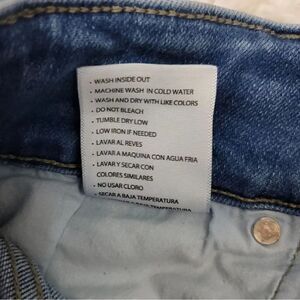 • WASH INSIDE OUT
• MACHINE WASH IN COLD WATER
• WASH AND DRY WITH LIKE COLORS
• DO NOT BLEACH
• TUMBLE DRY LOW
• LOW IRON IF NEEDED
• LAVAR AL REVES
• LAVAR A MAQUINA CON AGUA FRIA
• LAVAR Y SECAR CON
COLORES SIMILARES
• NO USAR CLORO
• SECAR A BAJA TEMPERATURA
A BAJA TEMPERATURA